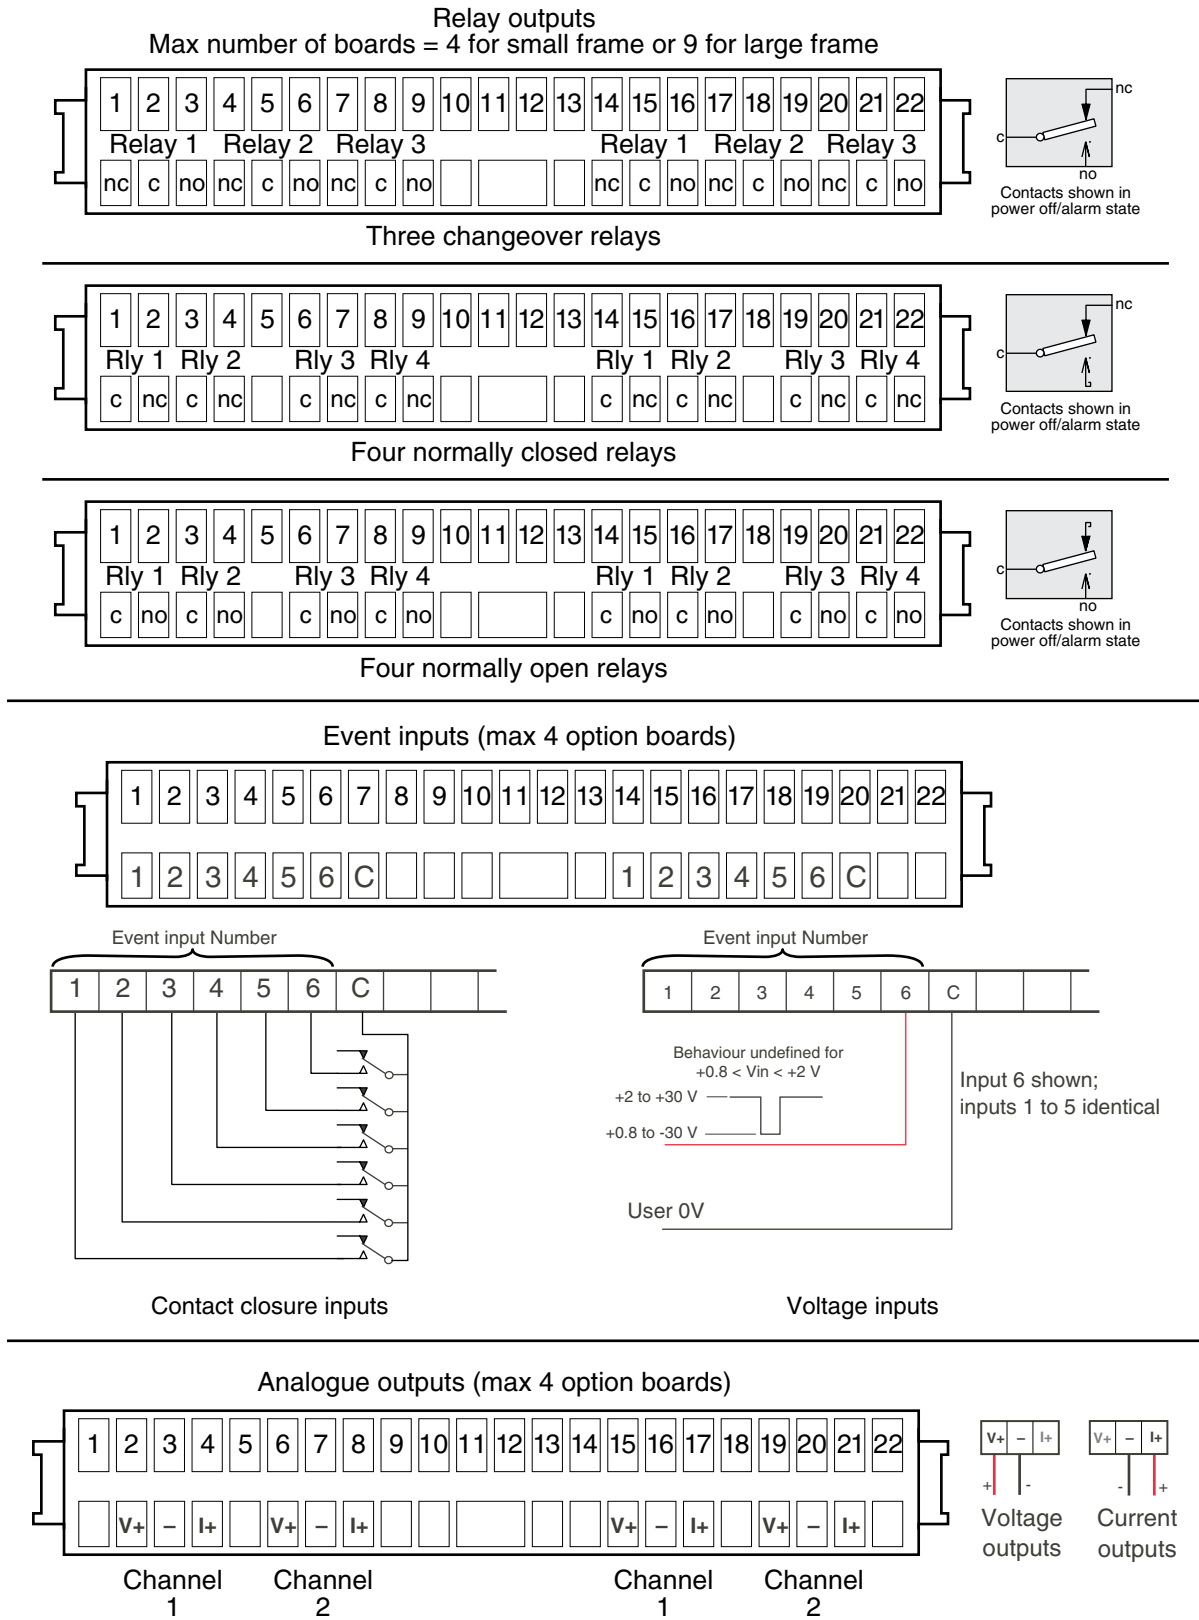 Relay outputs
Max number of boards = 4 for small frame or 9 for large frame
1 2 3 4 5 6 7 8 9 10 11 12 13 14 15 16 17 18 19 20 21 22
Relay 1 Relay 2 Relay 3 Relay 1 Relay 2 Relay 3
nc c no nc c no nc c no nc c no nc c no nc c no
nc
c
no
Contacts shown in
power off/alarm state
Three changeover relays
1 2 3 4 5 6 7 8 9 10 11 12 13 14 15 16 17 18 19 20 21 22
Rly 1 Rly 2 Rly 3 Rly 4 Rly 1 Rly 2 Rly 3 Rly 4
c nc c nc c nc c nc c nc c nc c nc c nc
nc
c
Contacts shown in
power off/alarm state
Four normally closed relays
1 2 3 4 5 6 7 8 9 10 11 12 13 14 15 16 17 18 19 20 21 22
Rly 1 Rly 2 Rly 3 Rly 4 Rly 1 Rly 2 Rly 3 Rly 4
c no c no c no c no c no c no c no c no
c
no
Contacts shown in
power off/alarm state
Four normally open relays
Event inputs (max 4 option boards)
1 2 3 4 5 6 7 8 9 10 11 12 13 14 15 16 17 18 19 20 21 22
1 2 3 4 5 6 C 1 2 3 4 5 6 C
Event input Number
1 2 3 4 5 6 C
Contact closure inputs
Event input Number
1 2 3 4 5 6 C
Behaviour undefined for
+0.8 < Vin < +2 V
+2 to +30 V
+0.8 to -30 V
Input 6 shown;
inputs 1 to 5 identical
User 0V
Voltage inputs
Analogue outputs (max 4 option boards)
1 2 3 4 5 6 7 8 9 10 11 12 13 14 15 16 17 18 19 20 21 22
V+ – I+ V+ – I+ V+ – I+ V+ – I+
Channel Channel Channel Channel
1 2 1 2
V+ – I+
+ -
Voltage
outputs
V+ – I+
- +
Current
outputs